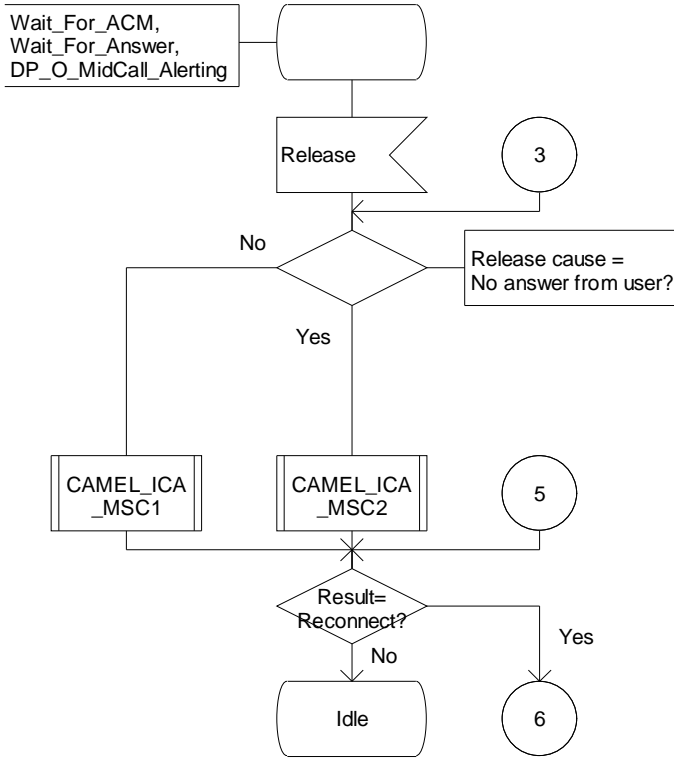 Wait_For_ACM,
Wait_For_Answer,
DP_O_MidCall_Alerting
Release
3
No
Release cause =
No answer from user?
Yes
CAMEL_ICA
_MSC1
CAMEL_ICA
_MSC2
5
Result=
Reconnect?
Yes
No
Idle
6